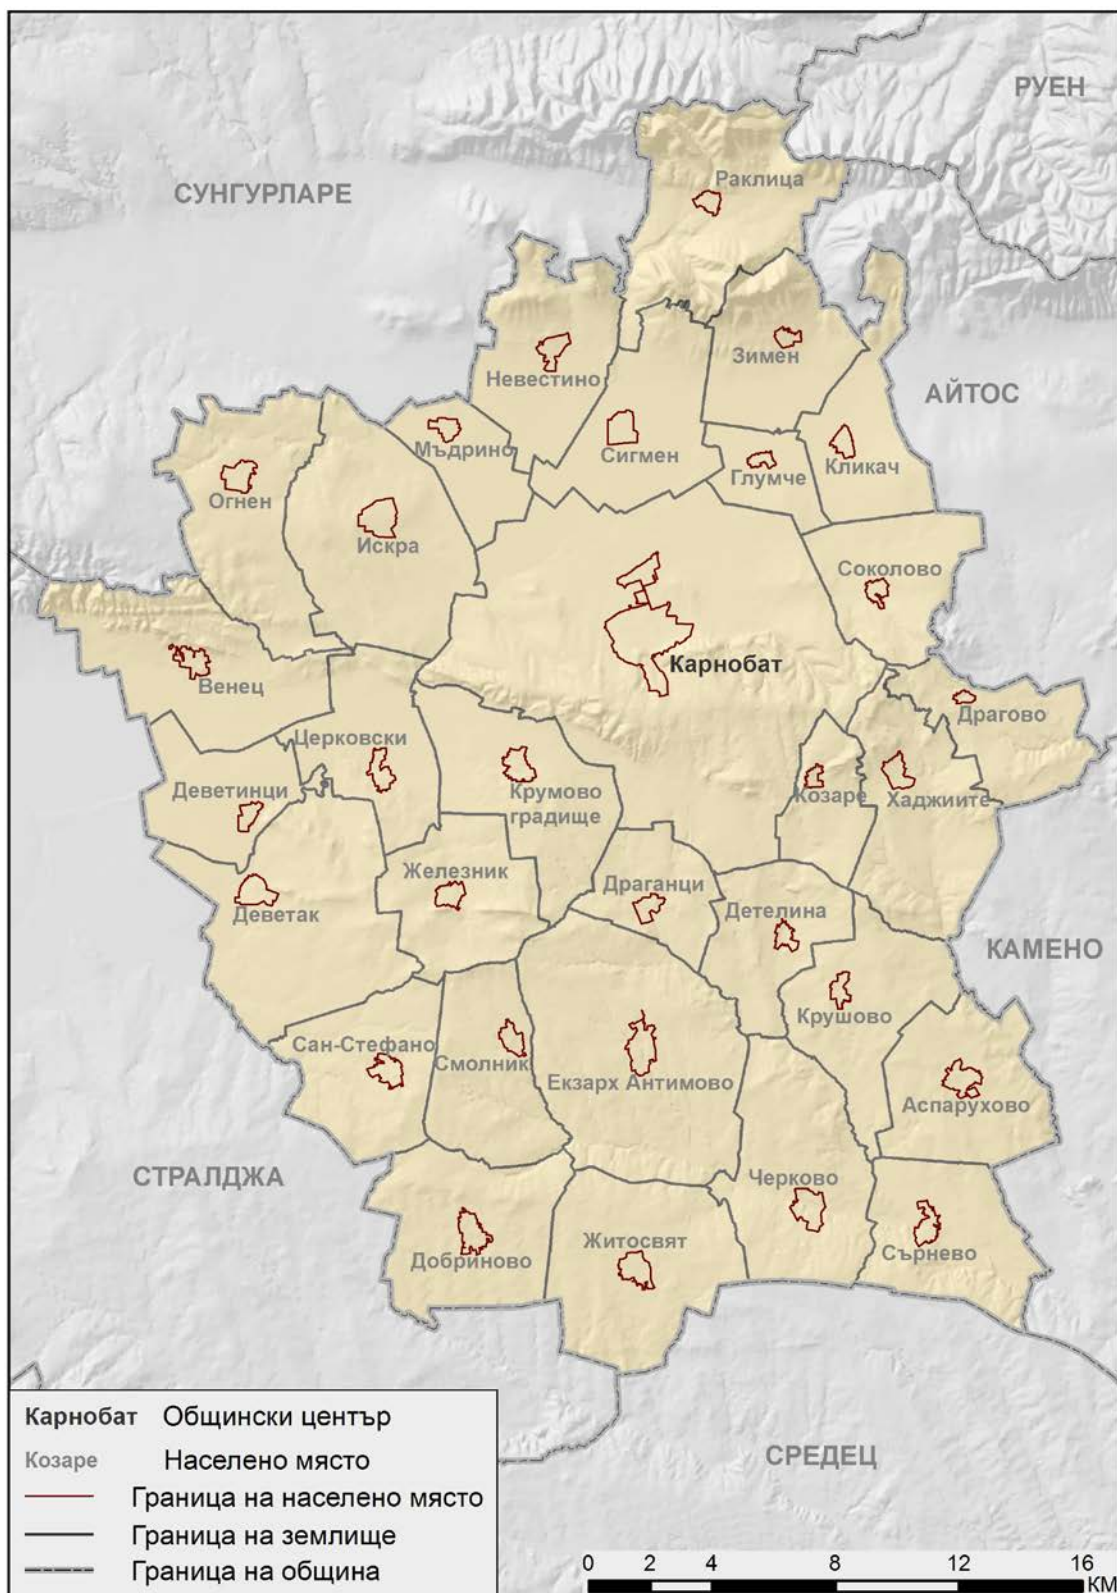 РУЕН
Раклица
СУНГУРЛАРЕ
Зимен
Невестино
АЙТОС
Мъдрино
Сигмен
Глумче
Кликач
Огнен
Искра
Соколово
Карнобат
Венец
Драгово
Церковски
Деветинци
Крумово
градище
Козаре
Хаджиите
Железник
Драганци
Деветак
Детелина
КАМЕНО
Крушово
Сан-Стефано
Смолник
Екзарх Антимово
Аспарухово
СТРАЛДЖА
Черково
Житосвят
Сърнево
Добриново
СРЕДЕЦ
Карнобат Общински център
Козаре Населено място
Граница на населено място
Граница на землище
Граница на община
0 2 4 8 12 16
КМ